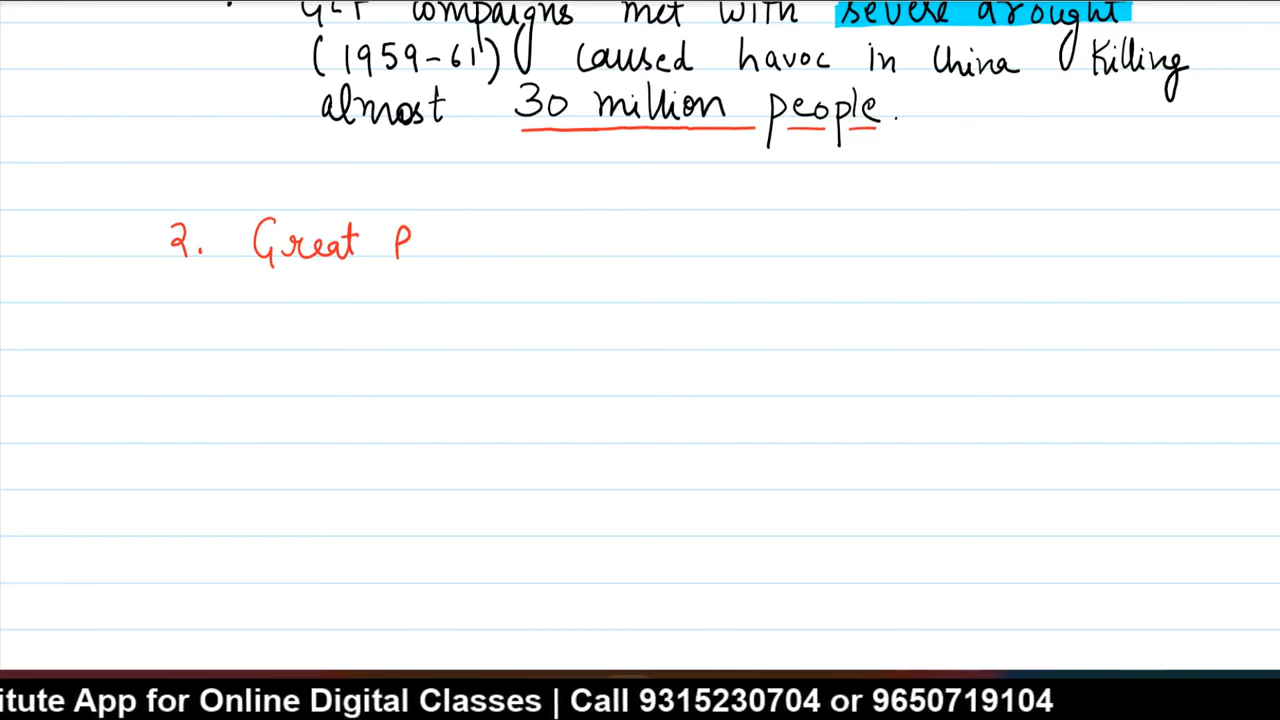 GLF campaigns met with severe drought
(1959-61) caused havoc in China killing
almost 30 million people.
2. Great P
itute App for Online Digital Classes | Call 9315230704 or 9650719104